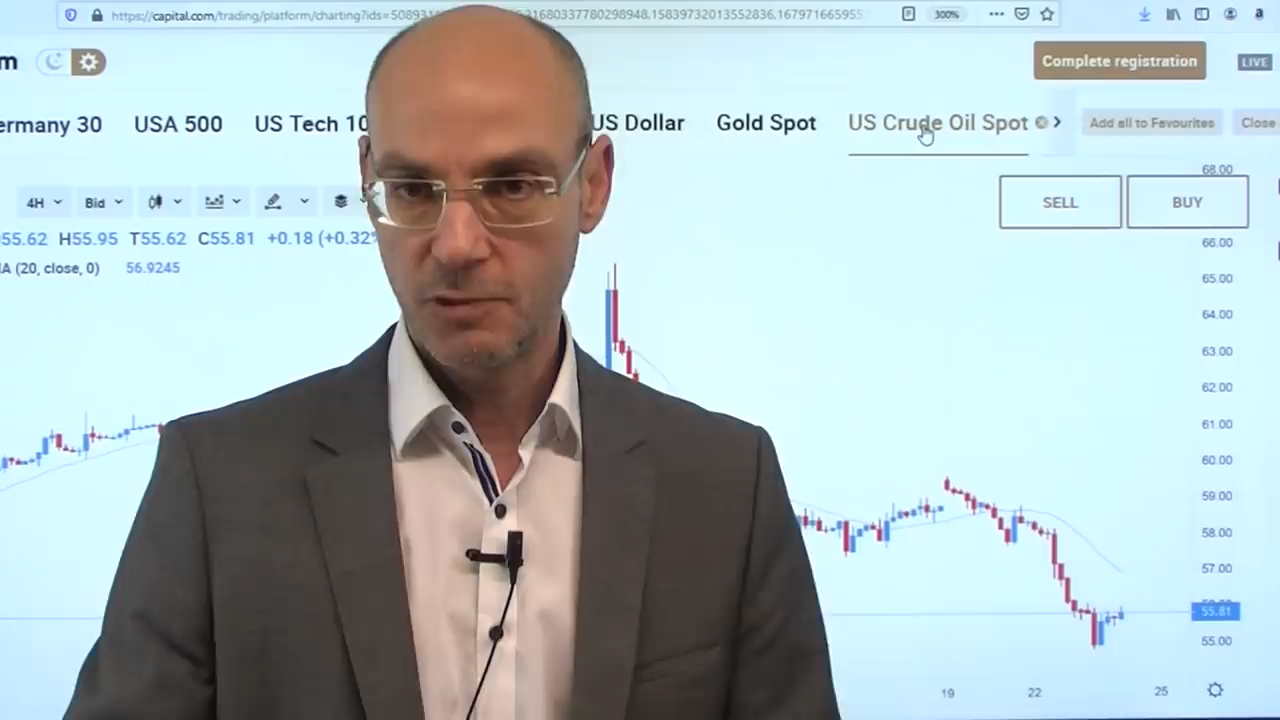 https://capital.com/trading/platform/charting?ids=
300%
m
Complete registration
LIVE
ermany 30
USA 500
US Tech 10
US Dollar
Gold Spot
US Crude Oil Spot
Add all to Favourites
Close
4H
Bid
SELL
BUY
55.62 H55.95 T55.62 C55.81 +0.18 (+0.32%
A (20, close, 0) 56.9245
68.00
66.00
65.00
64.00
63.00
62.00
61.00
60.00
59.00
58.00
57.00
55.81
55.00
19
22
25